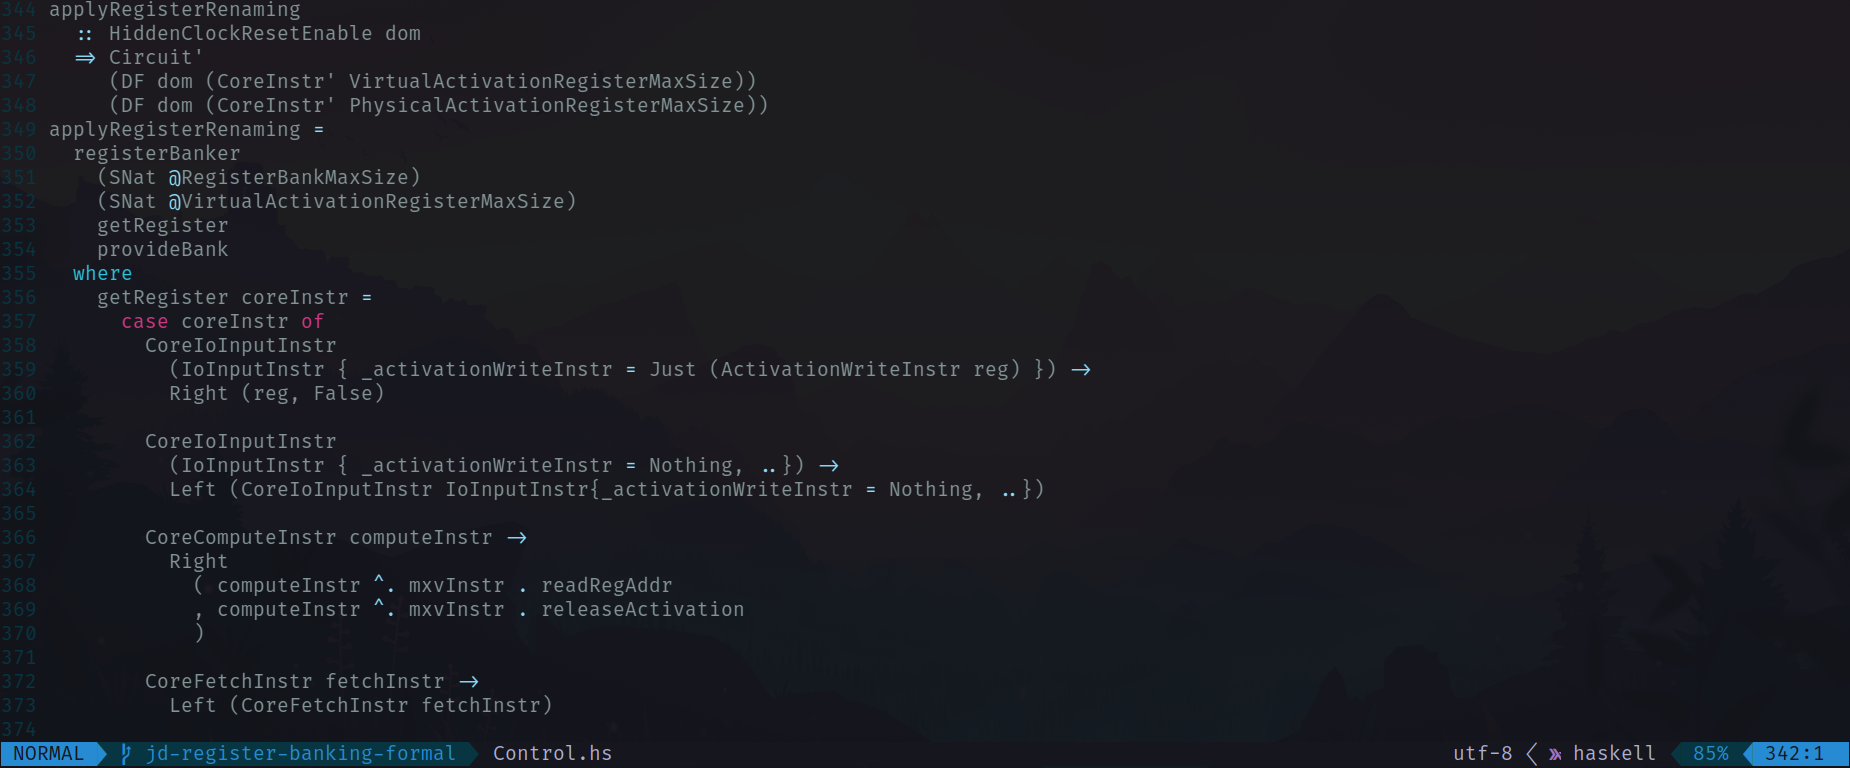 344 applyRegisterRenaming
345   :: HiddenClockResetEnable dom
346   => Circuit'
347      (DF dom (CoreInstr' VirtualActivationRegisterMaxSize))
348      (DF dom (CoreInstr' PhysicalActivationRegisterMaxSize))
349 applyRegisterRenaming =
350   registerBanker
351     (SNat @RegisterBankMaxSize)
352     (SNat @VirtualActivationRegisterMaxSize)
353     getRegister
354     provideBank
355   where
356     getRegister coreInstr =
357       case coreInstr of
358         CoreIoInputInstr
359           (IoInputInstr { _activationWriteInstr = Just (ActivationWriteInstr reg) }) ->
360           Right (reg, False)
361
362         CoreIoInputInstr
363           (IoInputInstr { _activationWriteInstr = Nothing, ..}) ->
364           Left (CoreIoInputInstr IoInputInstr{_activationWriteInstr = Nothing, ..})
365
366         CoreComputeInstr computeInstr ->
367           Right
368             ( computeInstr ^. mxvInstr . readRegAddr
369             , computeInstr ^. mxvInstr . releaseActivation
370             )
371
372         CoreFetchInstr fetchInstr ->
373           Left (CoreFetchInstr fetchInstr)
374
NORMAL jd-register-banking-formal Control.hs utf-8 haskell 85% 342:1